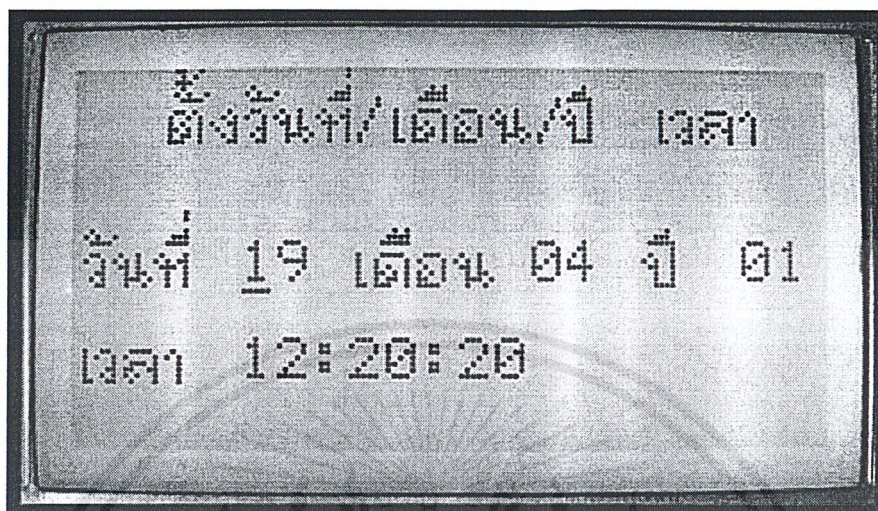 ตั้งวันที่/เดือน/ปี เวลา
วันที่ 19 เดือน 04 ปี 01
เวลา 12:20:20